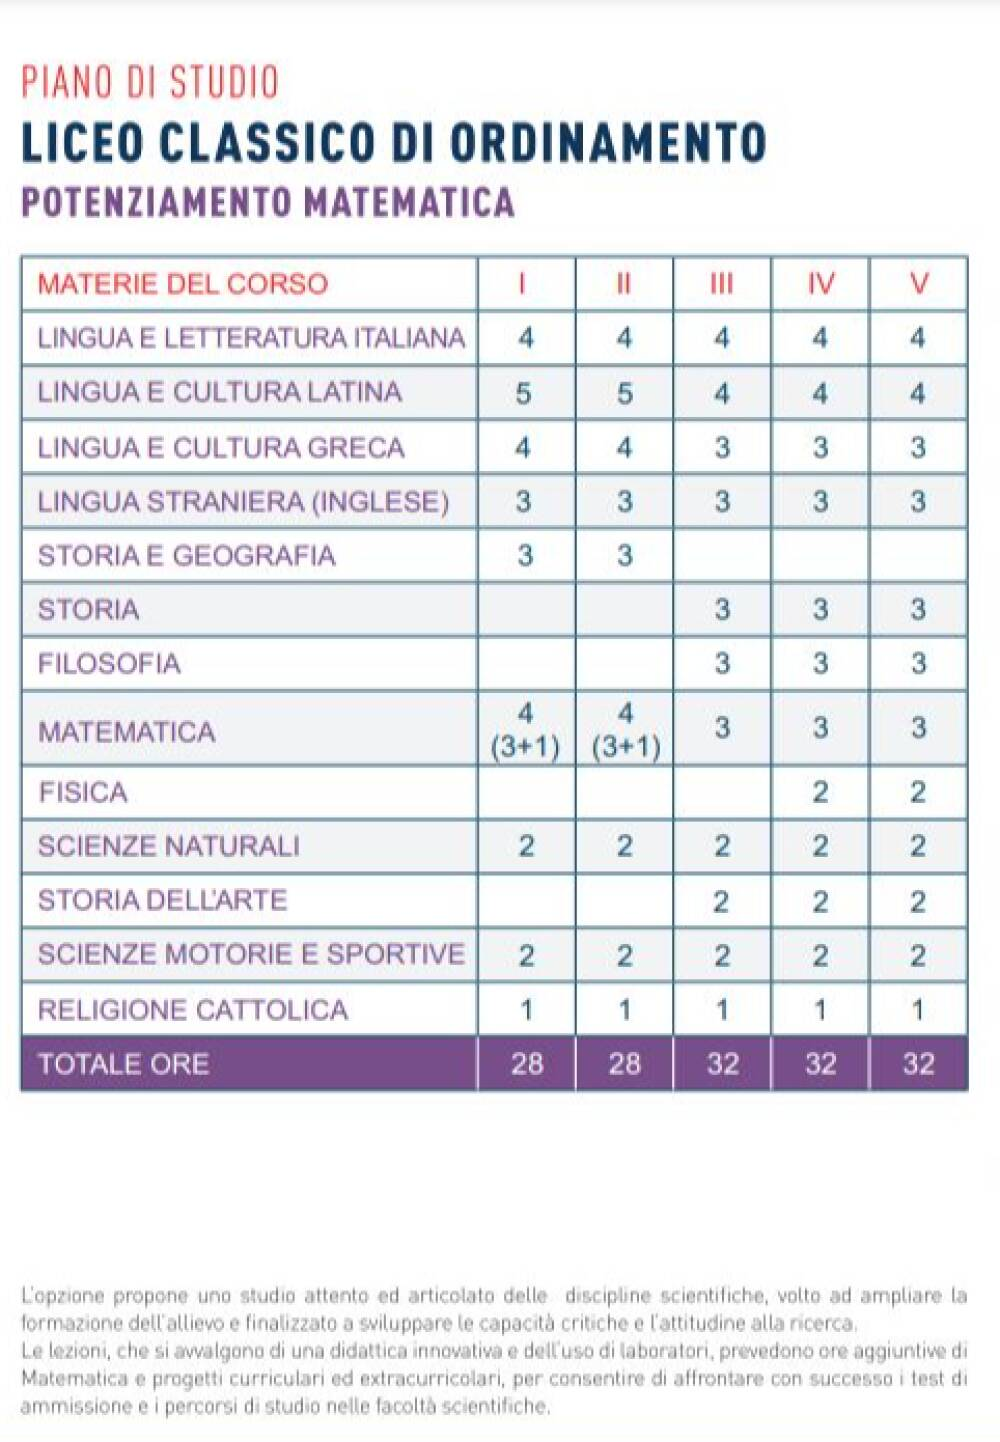 PIANO DI STUDIO
LICEO CLASSICO DI ORDINAMENTO
POTENZIAMENTO MATEMATICA
MATERIE DEL CORSO I II III IV V
LINGUA E LETTERATURA ITALIANA 4 4 4 4 4
LINGUA E CULTURA LATINA 5 5 4 4 4
LINGUA E CULTURA GRECA 4 4 3 3 3
LINGUA STRANIERA (INGLESE) 3 3 3 3 3
STORIA E GEOGRAFIA 3 3
STORIA 3 3 3
FILOSOFIA 3 3 3
MATEMATICA 4 (3+1) 4 (3+1) 3 3 3
FISICA 2 2
SCIENZE NATURALI 2 2 2 2 2
STORIA DELL'ARTE 2 2 2
SCIENZE MOTORIE E SPORTIVE 2 2 2 2 2
RELIGIONE CATTOLICA 1 1 1 1 1
TOTALE ORE 28 28 32 32 32
L'opzione propone uno studio attento ed articolato delle discipline scientifiche, volto ad ampliare la
formazione dell'allievo e finalizzato a sviluppare le capacità critiche e l'attitudine alla ricerca.
Le lezioni, che si avvalgono di una didattica innovativa e dell'uso di laboratori, prevedono ore aggiuntive di
Matematica e progetti curriculari ed extracurricolari, per consentire di affrontare con successo i test di
ammissione e i percorsi di studio nelle facoltà scientifiche.